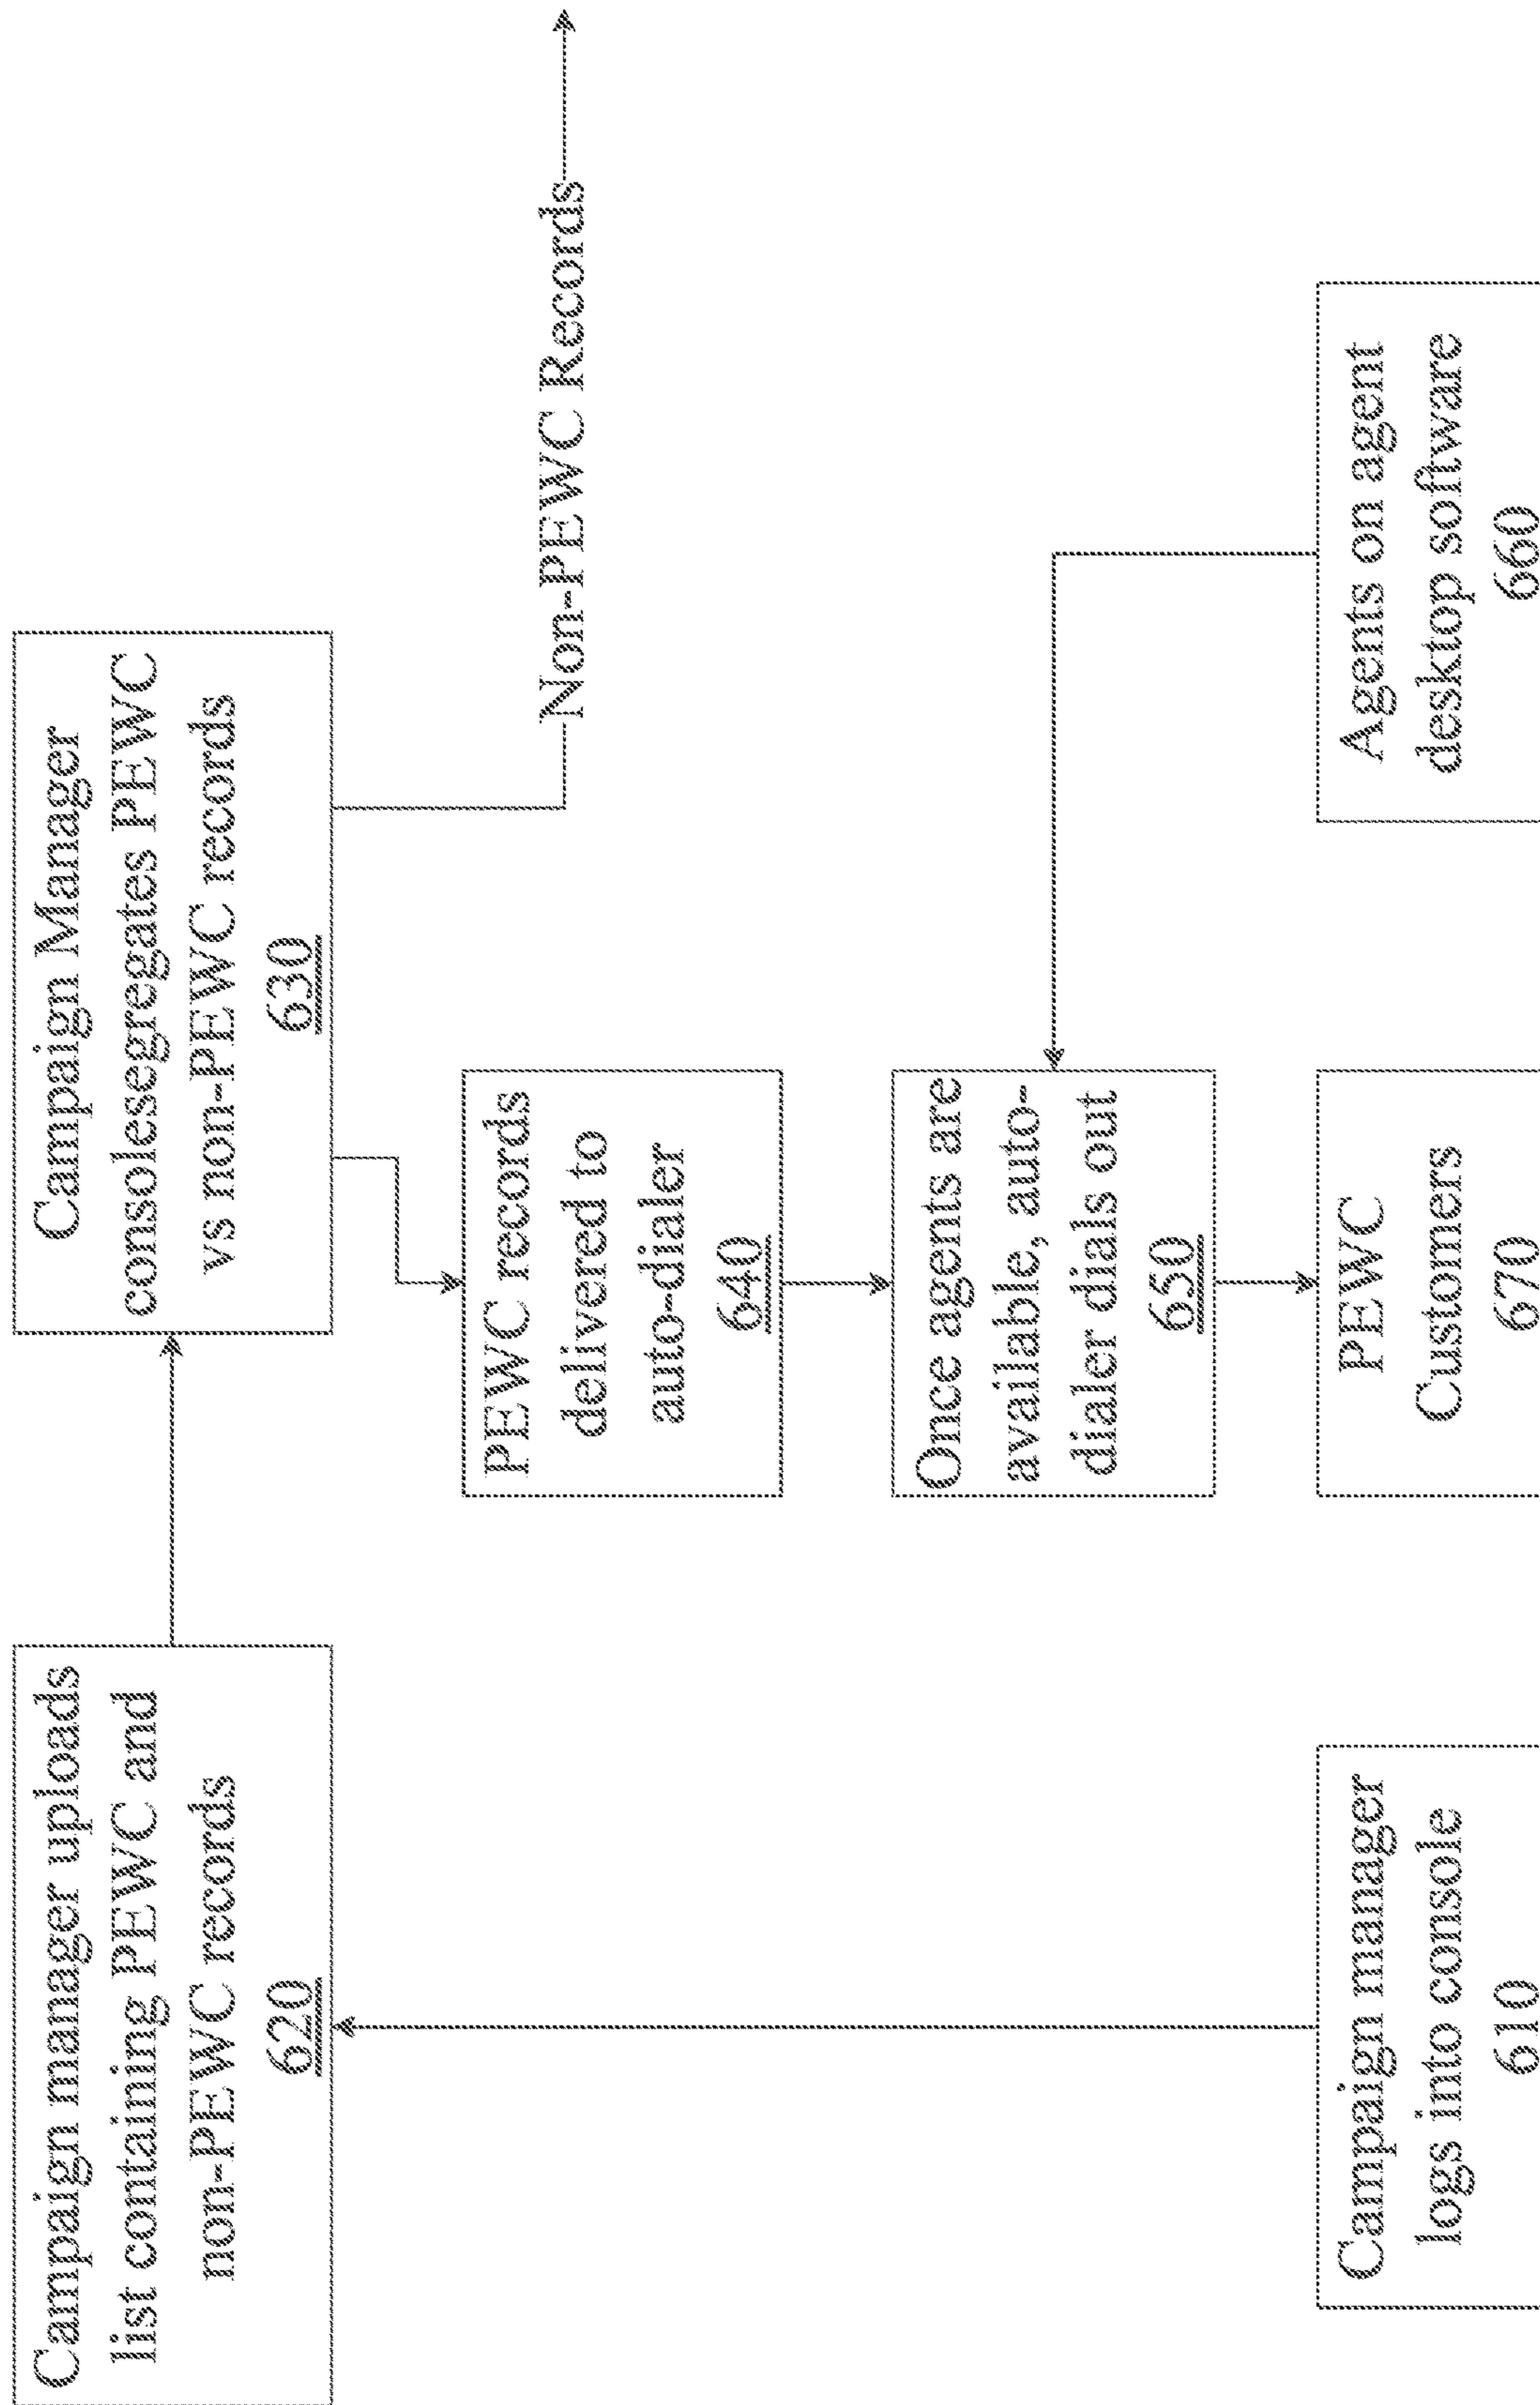 Campaign manager uploads
list containing PEWC and
non-PEWC records
620
Campaign Manager
consolesegregates PEWC
vs non-PEWC records
630
PEWC records
delivered to
auto-dialer
640
Non-PEWC Records
Once agents are
available, auto-
dialer dials out
650
Campaign manager
logs into console
610
PEWC
Customers
670
Agents on agent
desktop software
660